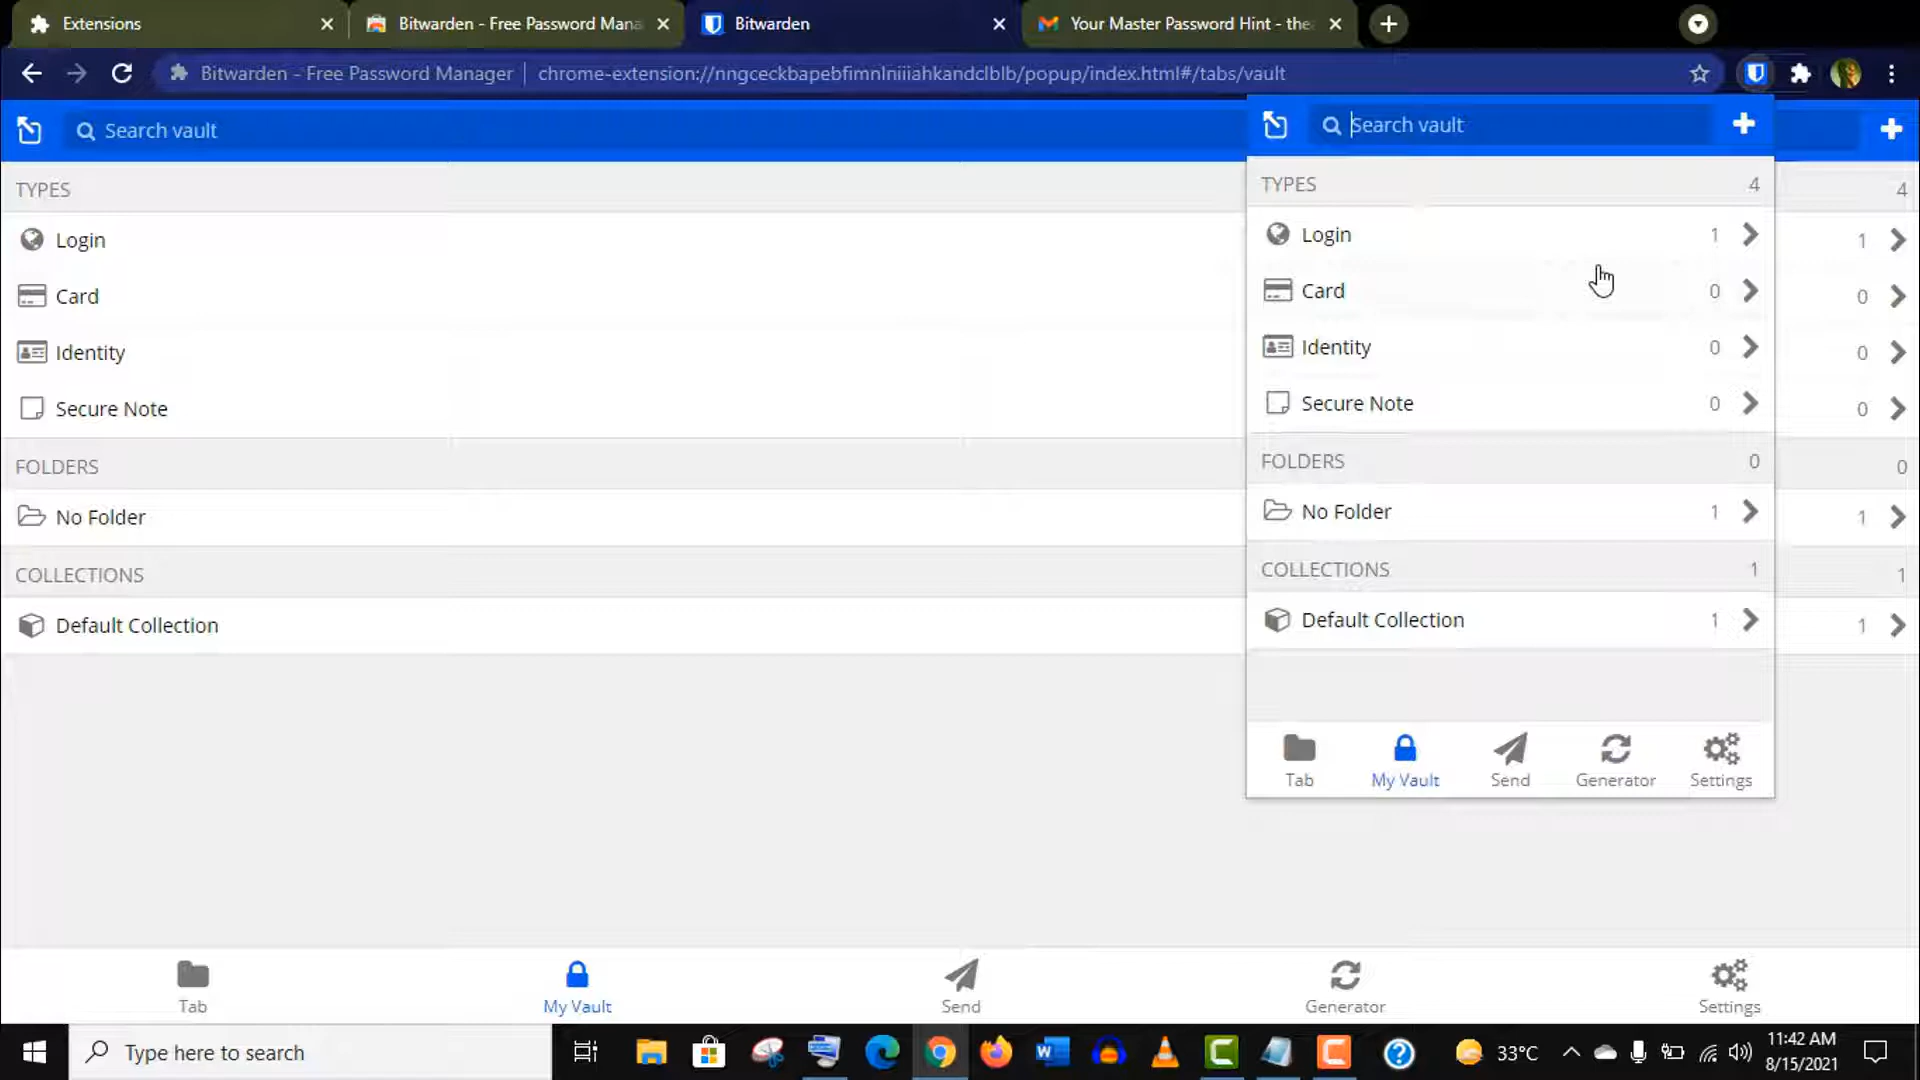 Extensions
Bitwarden - Free Password Mana
Bitwarden
Your Master Password Hint - the
Bitwarden - Free Password Manager
chrome-extension://nngceckbapebfimnlniiiahkandclblb/popup/index.html#/tabs/vault
Search vault
TYPES 4
Login 1
Card 0
Identity 0
Secure Note 0
FOLDERS 0
No Folder 1
COLLECTIONS 1
Default Collection 1
Search vault
TYPES 4
Login 1
Card 0
Identity 0
Secure Note 0
FOLDERS 0
No Folder 1
COLLECTIONS 1
Default Collection 1
Tab My Vault Send Generator Settings
Tab My Vault Send Generator Settings
Type here to search
33°C
11:42 AM
8/15/2021